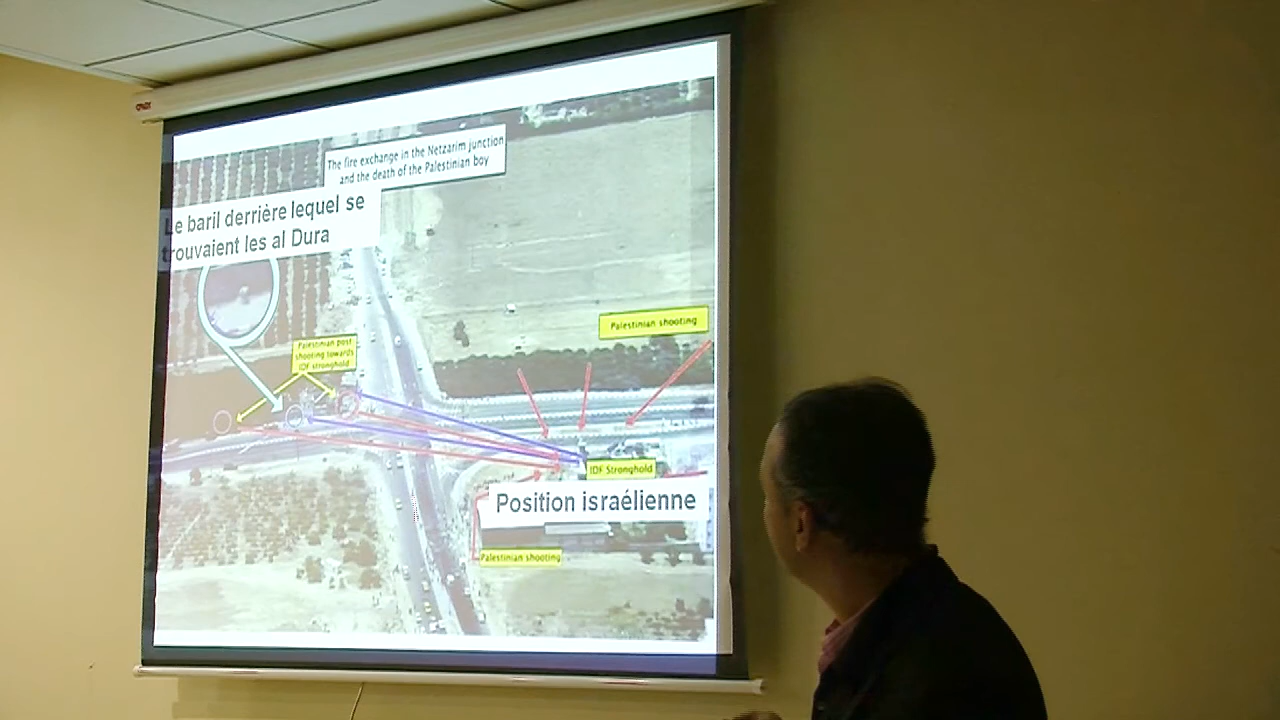 The fire exchange in the Netzarim junction
and the death of the Palestinian boy
Le baril derrière lequel se
trouvaient les al Dura
Palestinian shooting
Palestinian post
shooting towards
IDF stronghold
IDF Stronghold
Position israélienne
Palestinian shooting